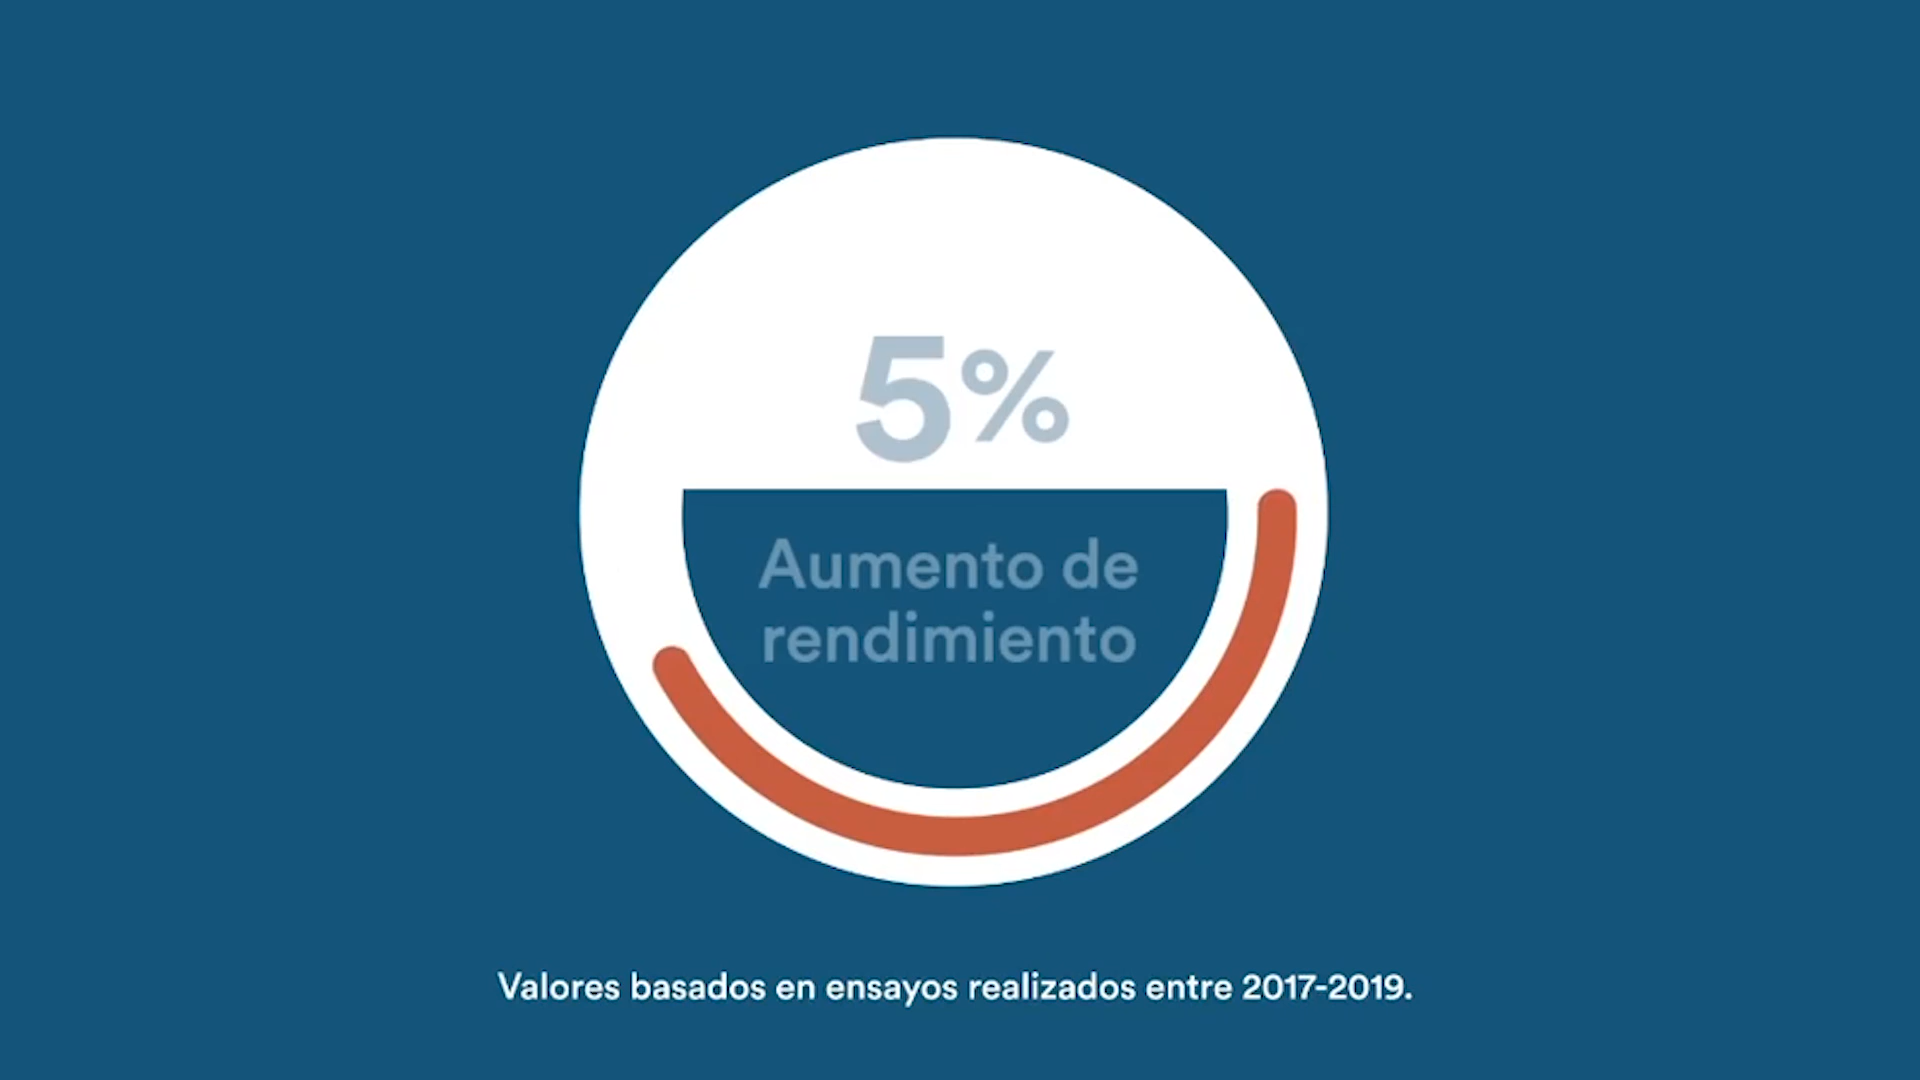 5%
Aumento de
rendimiento
Valores basados en ensayos realizados entre 2017-2019.